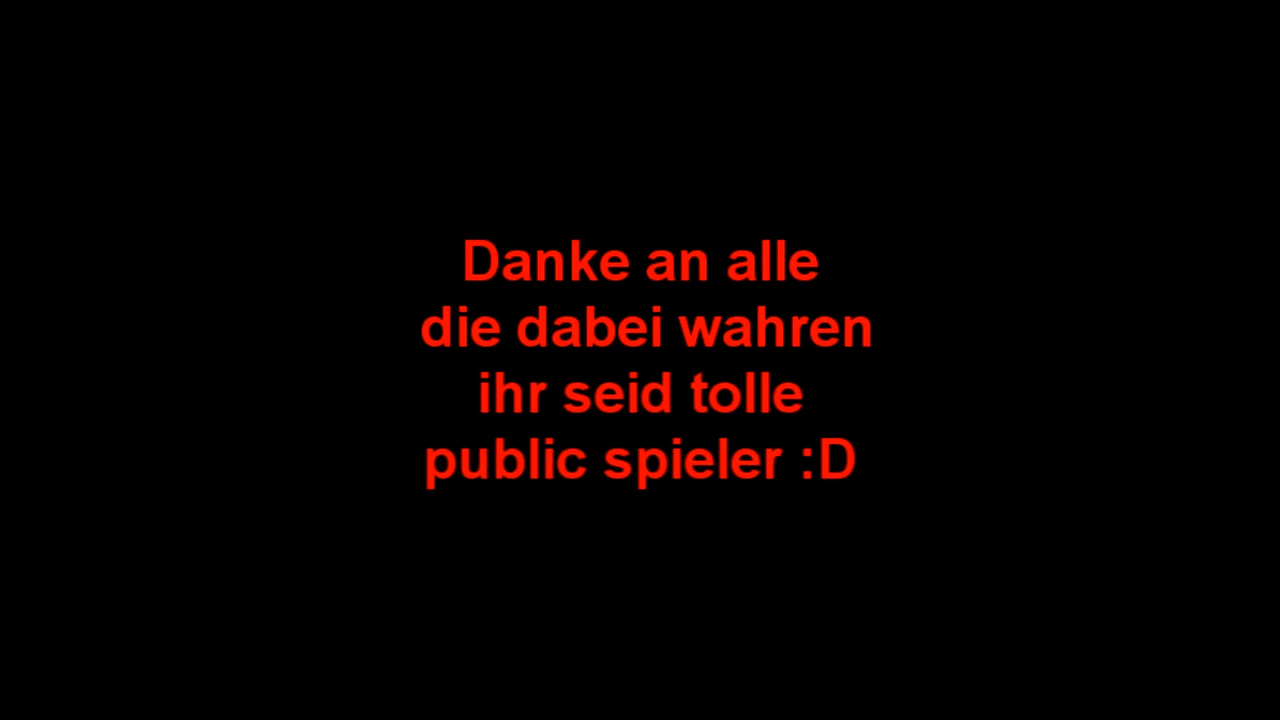 Danke an alle
die dabei wahren
ihr seid tolle
public spieler :D